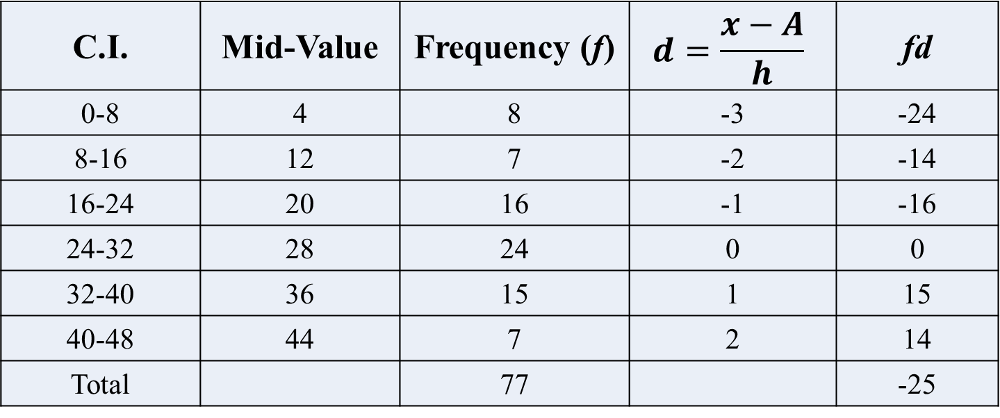 C.I. Mid-Value Frequency (f) d = x − A / h fd
0-8 4 8 -3 -24
8-16 12 7 -2 -14
16-24 20 16 -1 -16
24-32 28 24 0 0
32-40 36 15 1 15
40-48 44 7 2 14
Total 77 -25